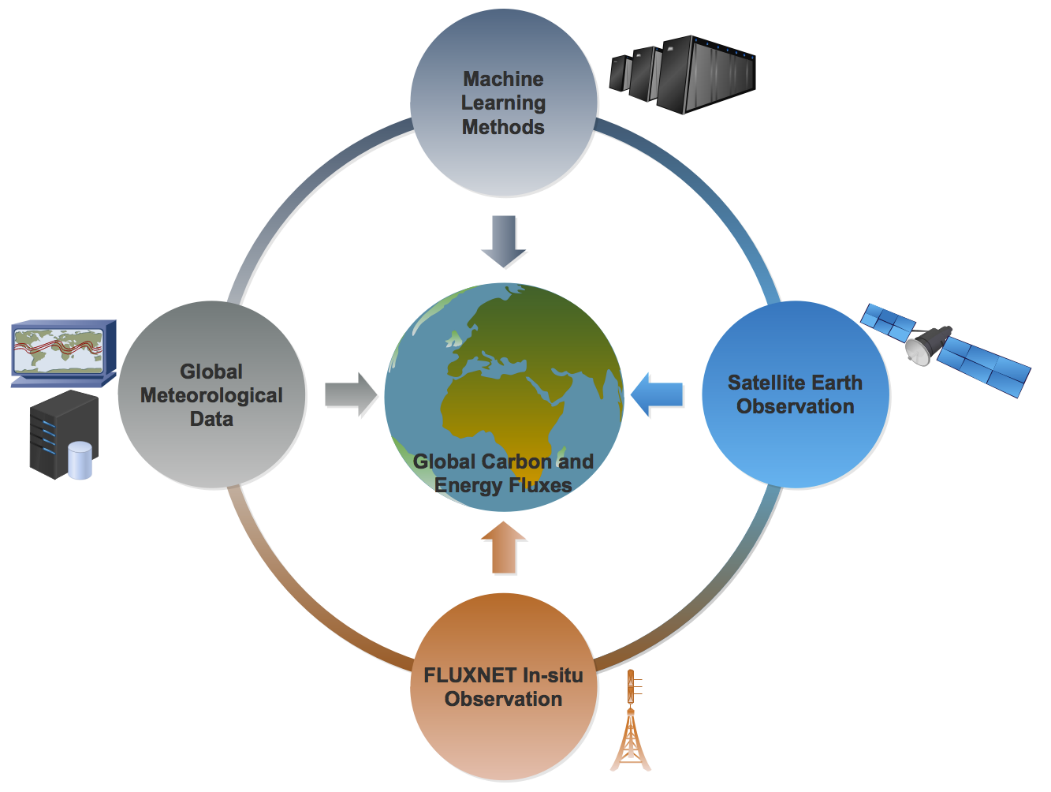 Machine
Learning
Methods
Global
Meteorological
Data
Satellite Earth
Observation
Global Carbon and
Energy Fluxes
FLUXNET In-situ
Observation